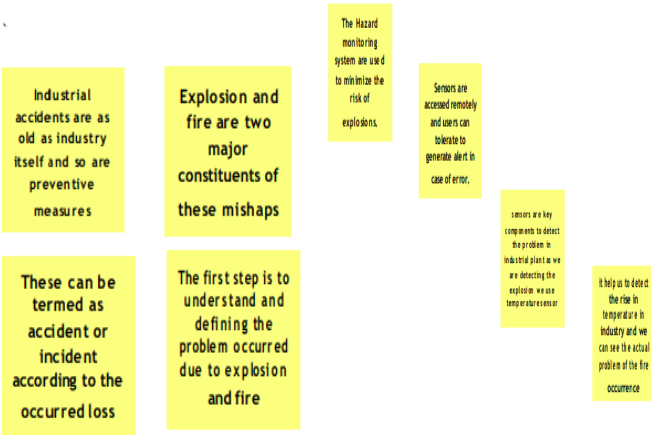 Industrial
accidents are as
old as industry
itself and so are
preventive
measures
Explosion and
fire are two
major
constituents of
these mishaps
The Hazard
monitoring
system are used
to minimize the
risk of
explosions.
Sensors are
accessed remotely
and users can
tolerate to
generate alert in
case of error.
sensors are key
components to detect
the problem in
industrial plant as we
are detecting the
explosion we use
temperature sensor
It help us to detect
the rise in
temperature in
industry and we
can see the actual
problem of the fire
occurrence
These can be
termed as
accident or
incident
according to the
occurred loss
The first step is to
understand and
defining the
problem occurred
due to explosion
and fire